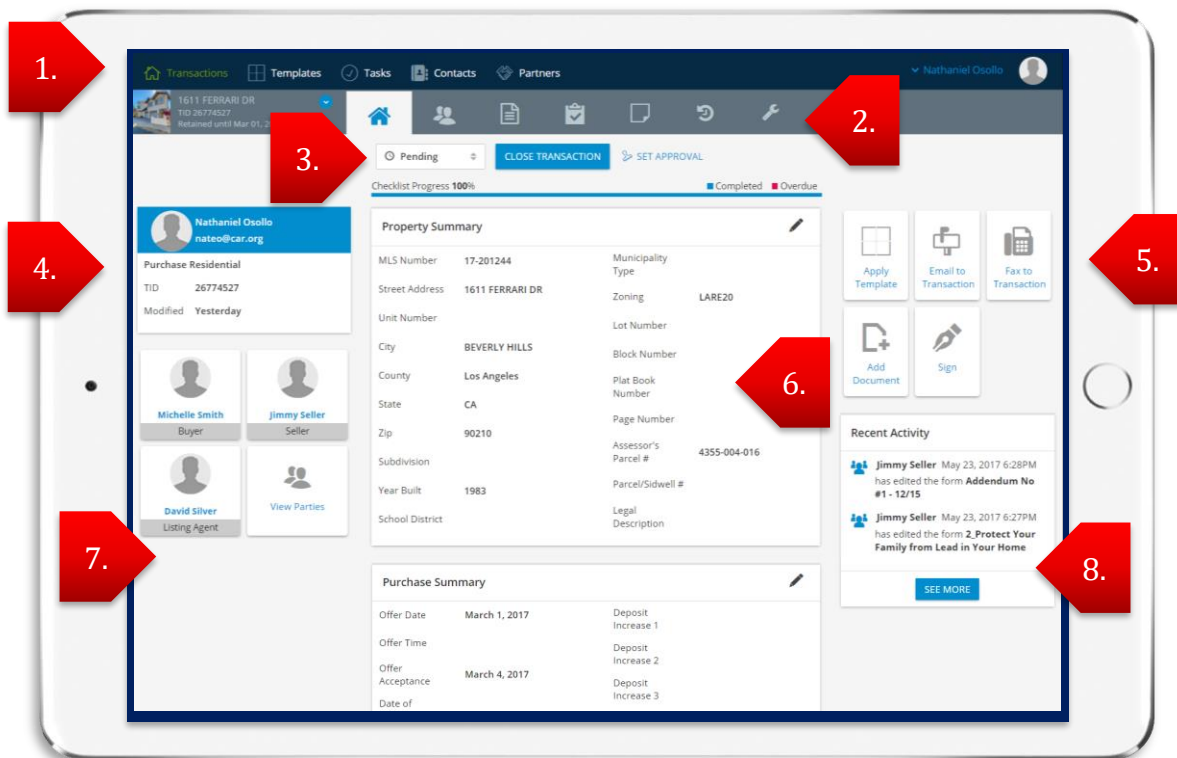 1.
Transactions Templates Tasks Contacts Partners Nathaniel Osollo
1611 FERRARI DR
TID 26774527
Retained until Mar 01, 2
2.
3.
Pending CLOSE TRANSACTION SET APPROVAL
Checklist Progress 100% Completed Overdue
4.
Nathaniel Osollo
nateo@car.org
Purchase Residential
TID 26774527
Modified Yesterday
Michelle Smith
Buyer
Jimmy Seller
Seller
David Silver
Listing Agent
View Parties
7.
Property Summary
MLS Number 17-201244
Street Address 1611 FERRARI DR
Unit Number
City BEVERLY HILLS
County Los Angeles
State CA
Zip 90210
Subdivision
Year Built 1983
School District
Municipality
Type
Zoning LARE20
Lot Number
Block Number
Plat Book
Number
Page Number
Assessor's
Parcel # 4355-004-016
Parcel/Sidwell #
Legal
Description
6.
Purchase Summary
Offer Date March 1, 2017
Offer Time
Offer
Acceptance March 4, 2017
Date of
Deposit
Increase 1
Deposit
Increase 2
Deposit
Increase 3
5.
Apply
Template
Email to
Transaction
Fax to
Transaction
Add
Document
Sign
Recent Activity
Jimmy Seller May 23, 2017 6:28PM
has edited the form Addendum No
#1 - 12/15
Jimmy Seller May 23, 2017 6:27PM
has edited the form 2_Protect Your
Family from Lead in Your Home
SEE MORE
8.